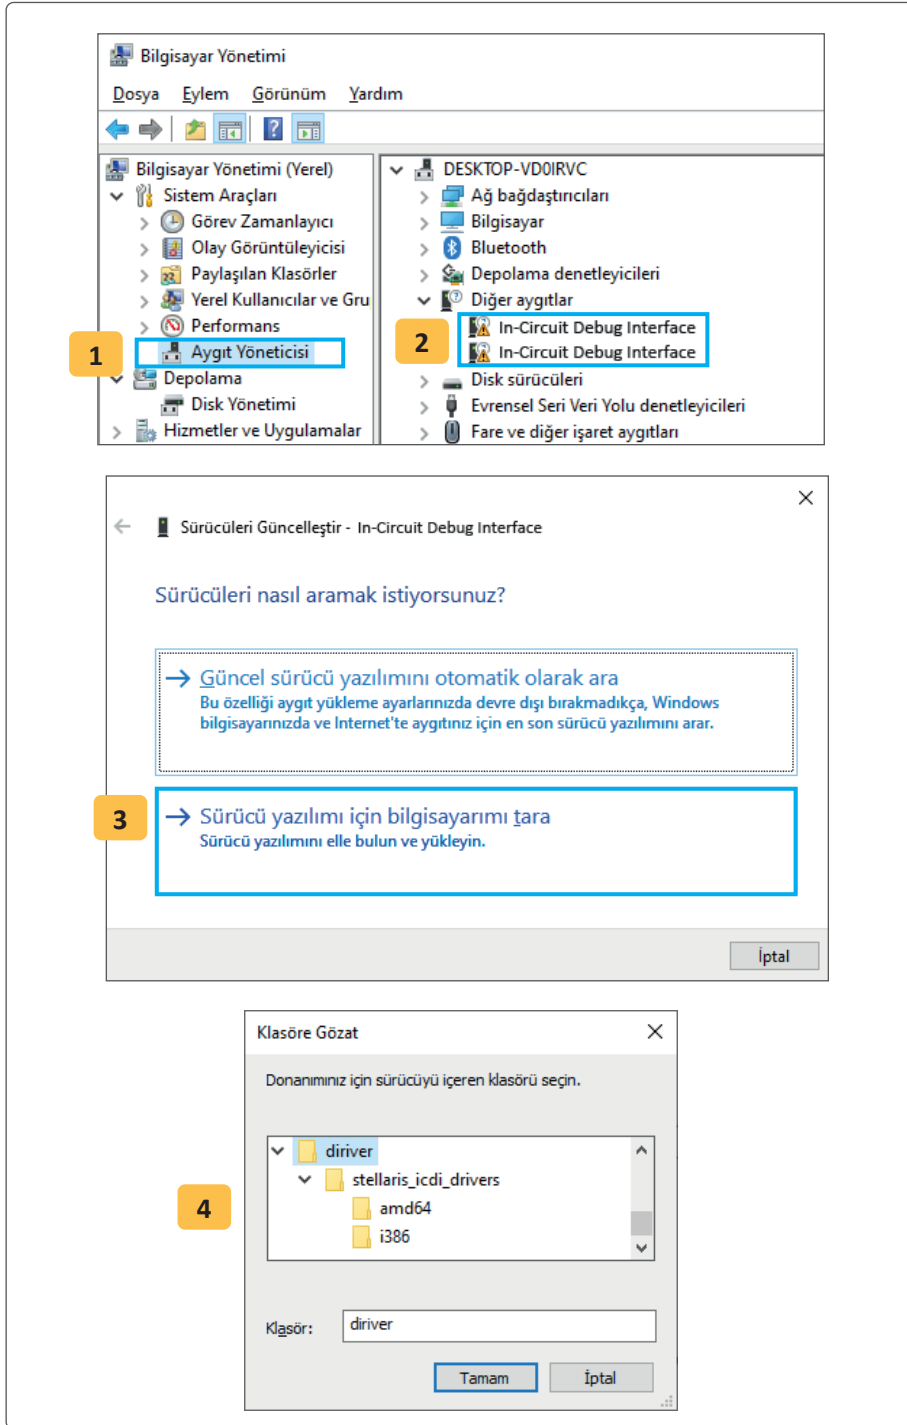 Bilgisayar Yönetimi
Dosya Eylem Görünüm Yardım
Bilgisayar Yönetimi (Yerel)
Sistem Araçları
Görev Zamanlayıcı
Olay Görüntüleyicisi
Paylaşılan Klasörler
Yerel Kullanıcılar ve Gru
Performans
1
Aygıt Yöneticisi
Depolama
Disk Yönetimi
Hizmetler ve Uygulamalar
DESKTOP-VD0IRVC
Ağ bağdaştırıcıları
Bilgisayar
Bluetooth
Depolama denetleyicileri
Diğer aygıtlar
2
In-Circuit Debug Interface
In-Circuit Debug Interface
Disk sürücüleri
Evrensel Seri Veri Yolu denetleyicileri
Fare ve diğer işaret aygıtları
Sürücüleri Güncelleştir - In-Circuit Debug Interface
Sürücüleri nasıl aramak istiyorsunuz?
Güncel sürücü yazılımını otomatik olarak ara
Bu özelliği aygıt yükleme ayarlarınızda devre dışı bırakmadıkça, Windows
bilgisayarınızda ve Internet'te aygıtınız için en son sürücü yazılımını arar.
3
Sürücü yazılımı için bilgisayarımı tara
Sürücü yazılımını elle bulun ve yükleyin.
İptal
Klasöre Gözat
Donanımınız için sürücüyü içeren klasörü seçin.
diriver
stellaris_icdi_drivers
4
amd64
i386
Klasör: diriver
Tamam İptal